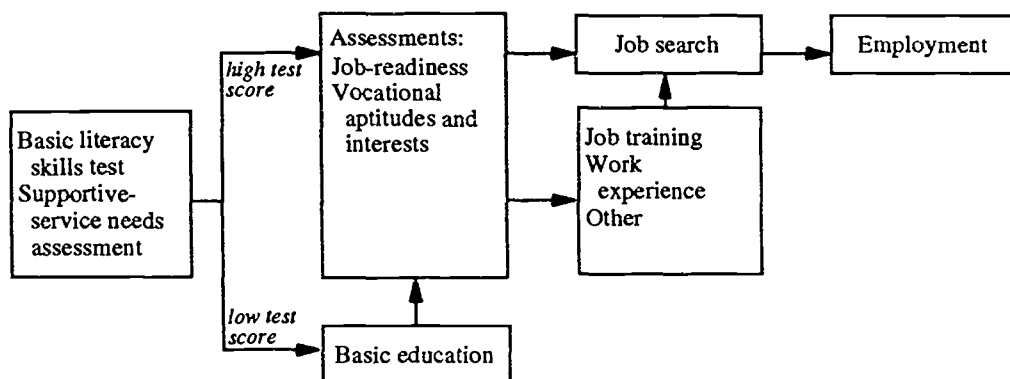 Basic literacy
skills test
Supportive-
service needs
assessment
high test
score
low test
score
Assessments:
Job-readiness
Vocational
aptitudes and
interests
Basic education
Job search
Job training
Work
experience
Other
Employment